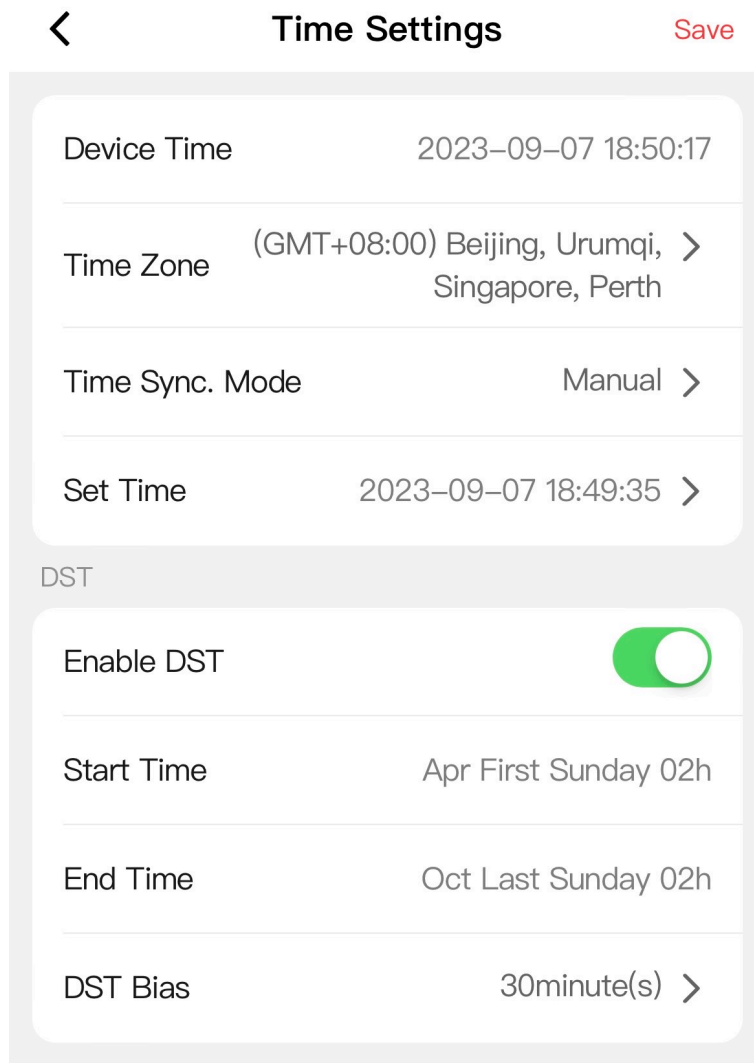 Time Settings
Save
Device Time
2023-09-07 18:50:17
Time Zone
(GMT+08:00) Beijing, Urumqi,
Singapore, Perth
Time Sync. Mode
Manual
Set Time
2023-09-07 18:49:35
DST
Enable DST
Start Time
Apr First Sunday 02h
End Time
Oct Last Sunday 02h
DST Bias
30minute(s)